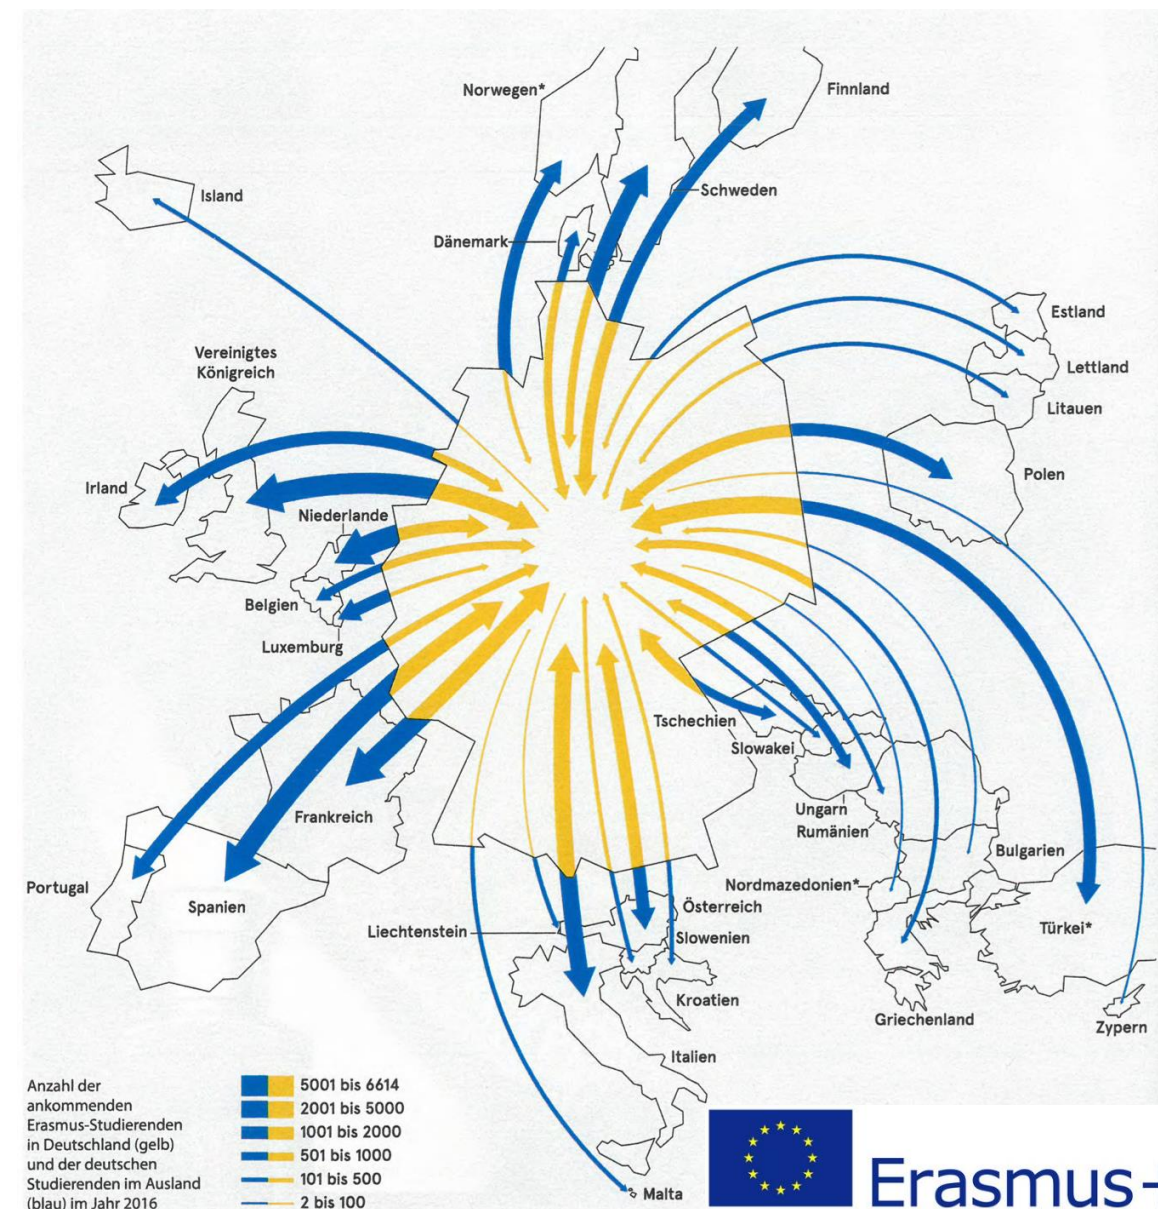 Norwegen*
Finnland
Island
Schweden
Dänemark
Estland
Vereinigtes
Königreich
Lettland
Litauen
Irland
Polen
Niederlande
Belgien
Luxemburg
Tschechien
Slowakei
Ungarn
Rumänien
Frankreich
Bulgarien
Portugal
Spanien
Nordmazedonien*
Österreich
Türkei*
Liechtenstein
Slowenien
Kroatien
Griechenland
Zypern
Italien
Malta
Anzahl der
ankommenden
Erasmus-Studierenden
in Deutschland (gelb)
und der deutschen
Studierenden im Ausland
(blau) im Jahr 2016
5001 bis 6614
2001 bis 5000
1001 bis 2000
501 bis 1000
101 bis 500
2 bis 100
Erasmus+